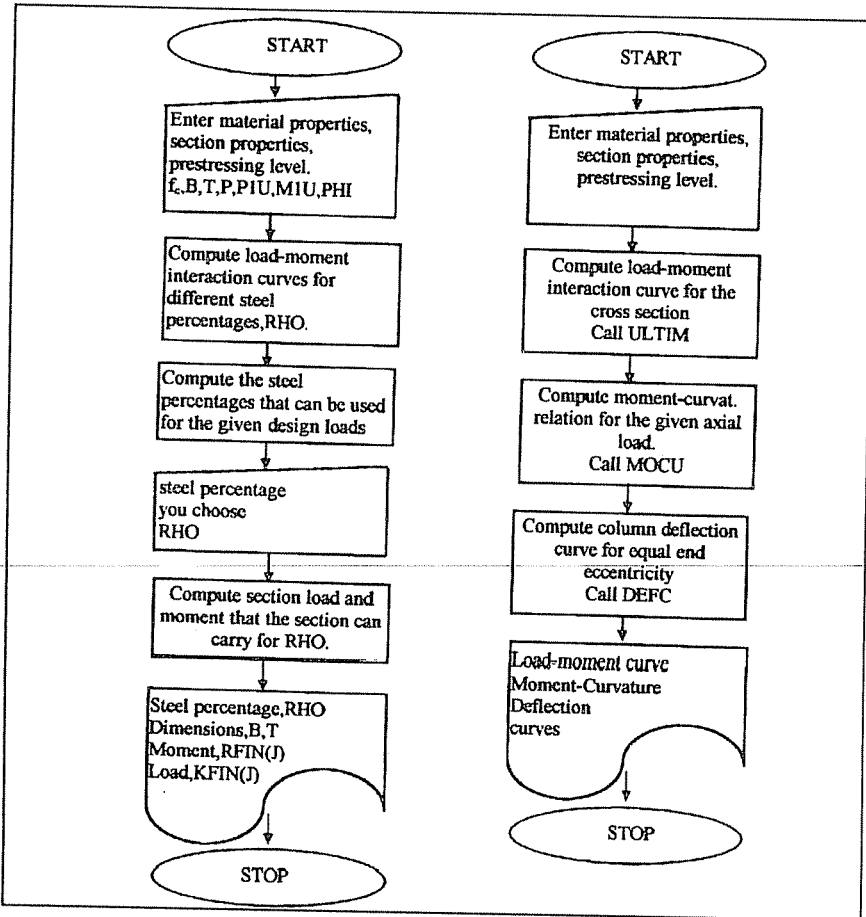 START
Enter material properties,
section properties,
prestressing level.
fc,B,T,P,P1U,M1U,PHI
Compute load-moment
interaction curves for
different steel
percentages,RHO.
Compute the steel
percentages that can be used
for the given design loads
steel percentage
you choose
RHO
Compute section load and
moment that the section can
carry for RHO.
Steel percentage,RHO
Dimensions,B,T
Moment,RFIN(J)
Load,KFIN(J)
STOP
START
Enter material properties,
section properties,
prestressing level.
Compute load-moment
interaction curve for the
cross section
Call ULTIM
Compute moment-curvat.
relation for the given axial
load.
Call MOCU
Compute column deflection
curve for equal end
eccentricity
Call DEFC
Load-moment curve
Moment-Curvature
Deflection
curves
STOP